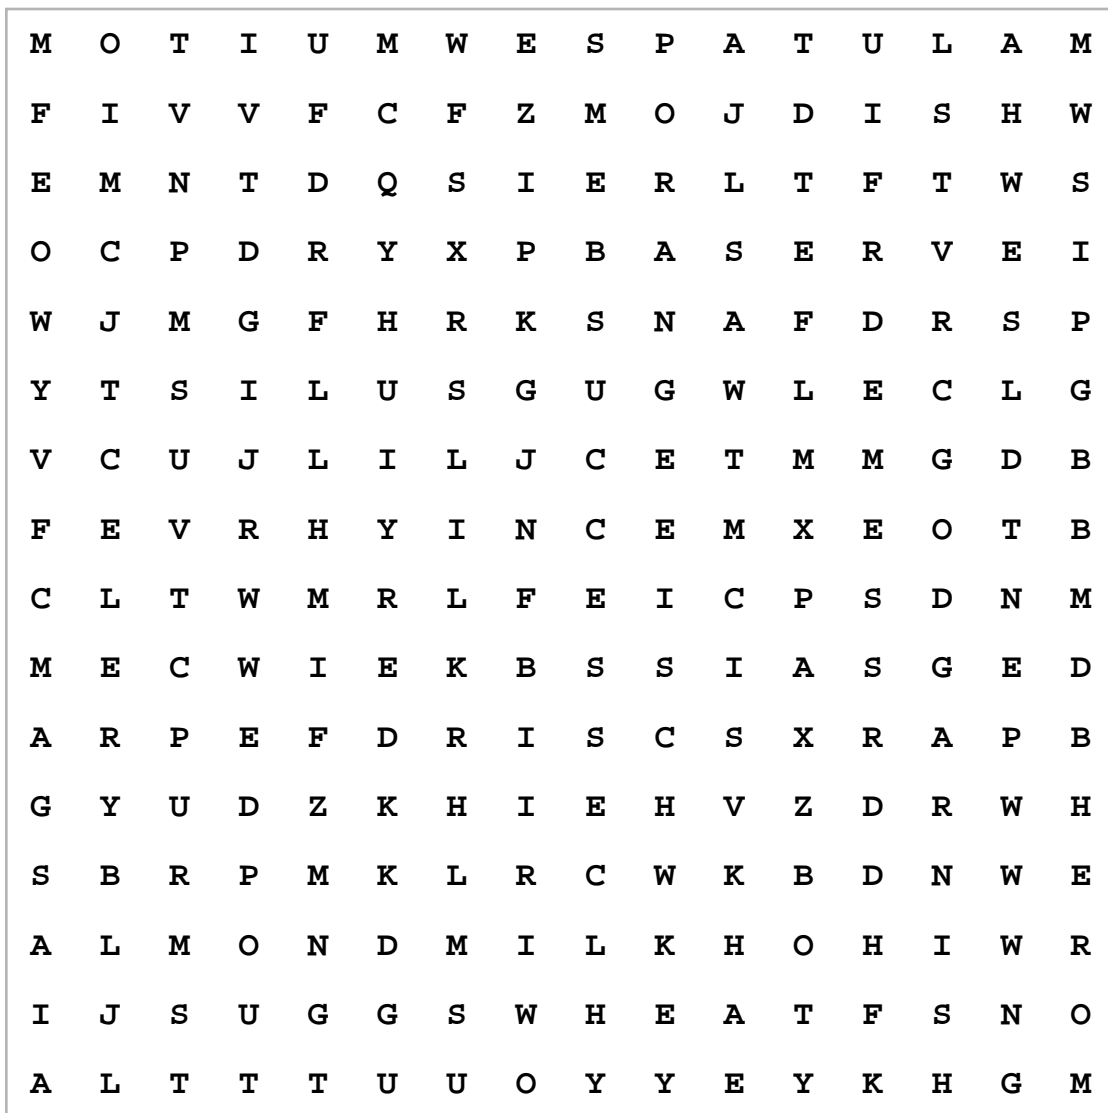 M O T I U M W E S P A T U L A M
F I V V F C F Z M O J D I S H W
E M N T D Q S I E R L T F T W S
O C P D R Y X P B A S E R V E I
W J M G F H R K S N A F D R S P
Y T S I L U S G U G W L E C L G
V C U J L I L J C E T M M G D B
F E V R H Y I N C E M X E O T B
C L T W M R L F E I C P S D N M
M E C W I E K B S S I A S G E D
A R P E F D R I S C S X R A P B
G Y U D Z K H I E H V Z D R W H
S B R P M K L R C W K B D N W E
A L M O N D M I L K H O H I W R
I J S U G G S W H E A T F S N O
A L T T T U U O Y Y E Y K H G M